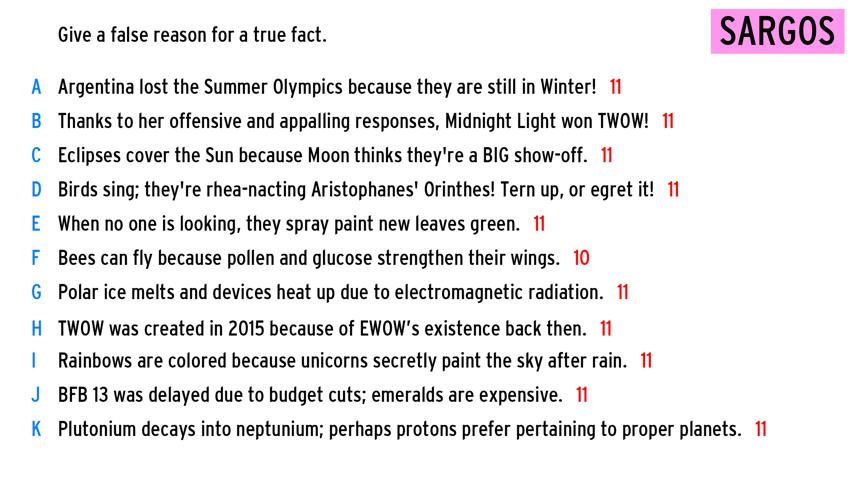 Give a false reason for a true fact.
SARGOS
A Argentina lost the Summer Olympics because they are still in Winter! 11
B Thanks to her offensive and appalling responses, Midnight Light won TWOW! 11
C Eclipses cover the Sun because Moon thinks they're a BIG show-off. 11
D Birds sing; they're rhea-nacting Aristophanes' Orinthes! Tern up, or egret it! 11
E When no one is looking, they spray paint new leaves green. 11
F Bees can fly because pollen and glucose strengthen their wings. 10
G Polar ice melts and devices heat up due to electromagnetic radiation. 11
H TWOW was created in 2015 because of EWOW’s existence back then. 11
I Rainbows are colored because unicorns secretly paint the sky after rain. 11
J BFB 13 was delayed due to budget cuts; emeralds are expensive. 11
K Plutonium decays into neptunium; perhaps protons prefer pertaining to proper planets. 11